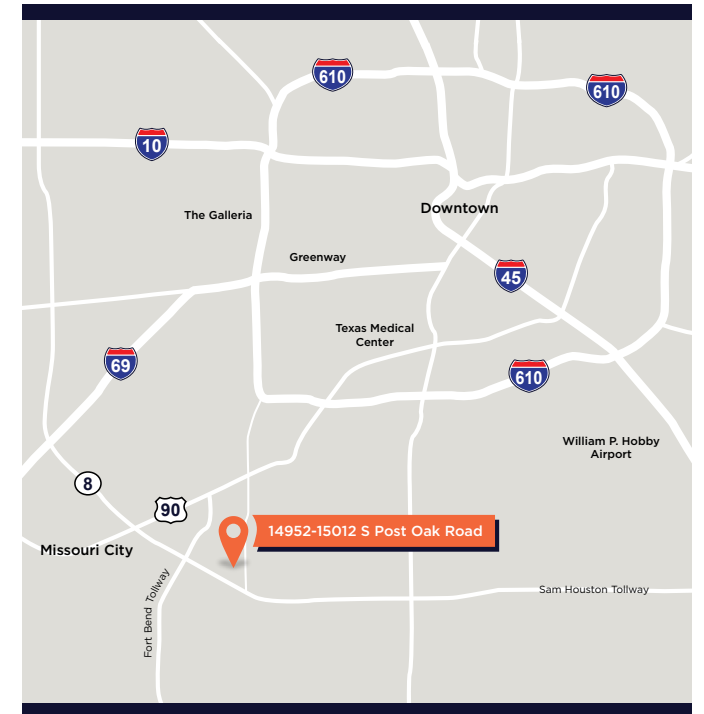 610
610
10
The Galleria
Downtown
Greenway
45
Texas Medical
Center
69
610
William P. Hobby
Airport
8
90
14952-15012 S Post Oak Road
Missouri City
Sam Houston Tollway
Fort Bend Tollway